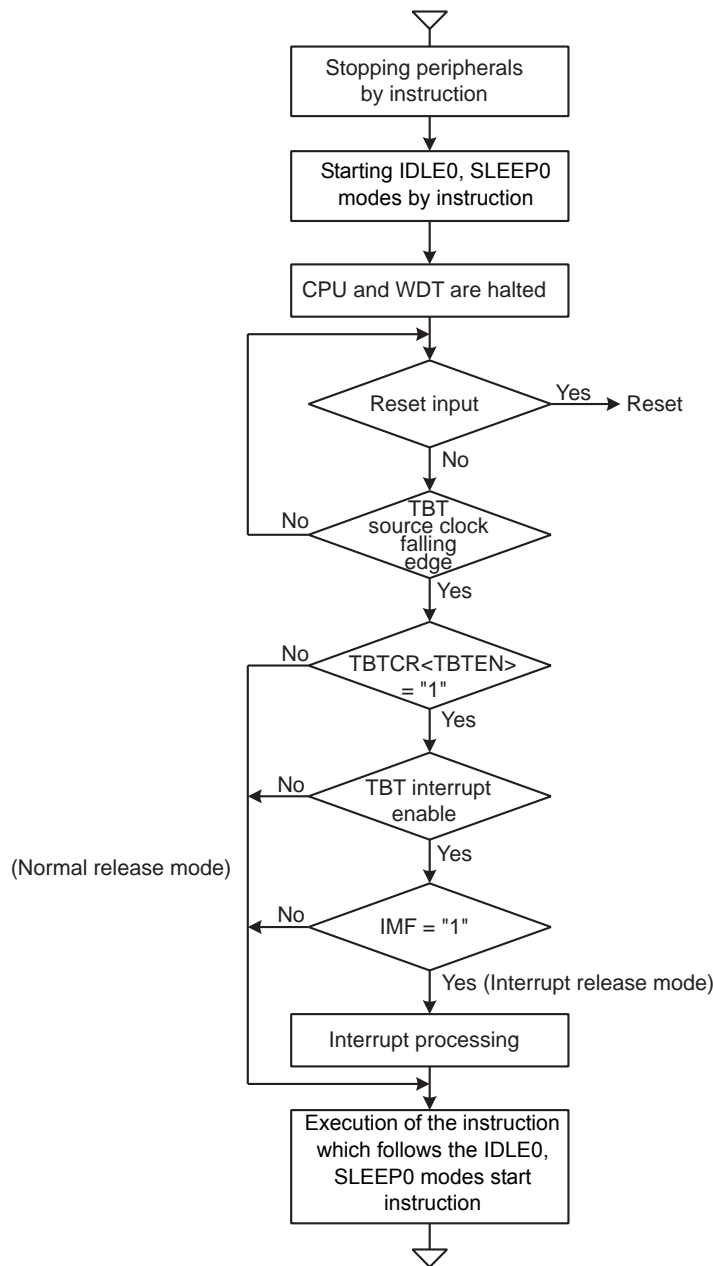 Stopping peripherals
by instruction
Starting IDLE0, SLEEP0
modes by instruction
CPU and WDT are halted
Reset input
Yes
Reset
No
No
TBT
source clock
falling
edge
Yes
No
TBTCR<TBTEN>
= "1"
Yes
No
TBT interrupt
enable
Yes
(Normal release mode)
No
IMF = "1"
Yes (Interrupt release mode)
Interrupt processing
Execution of the instruction
which follows the IDLE0,
SLEEP0 modes start
instruction